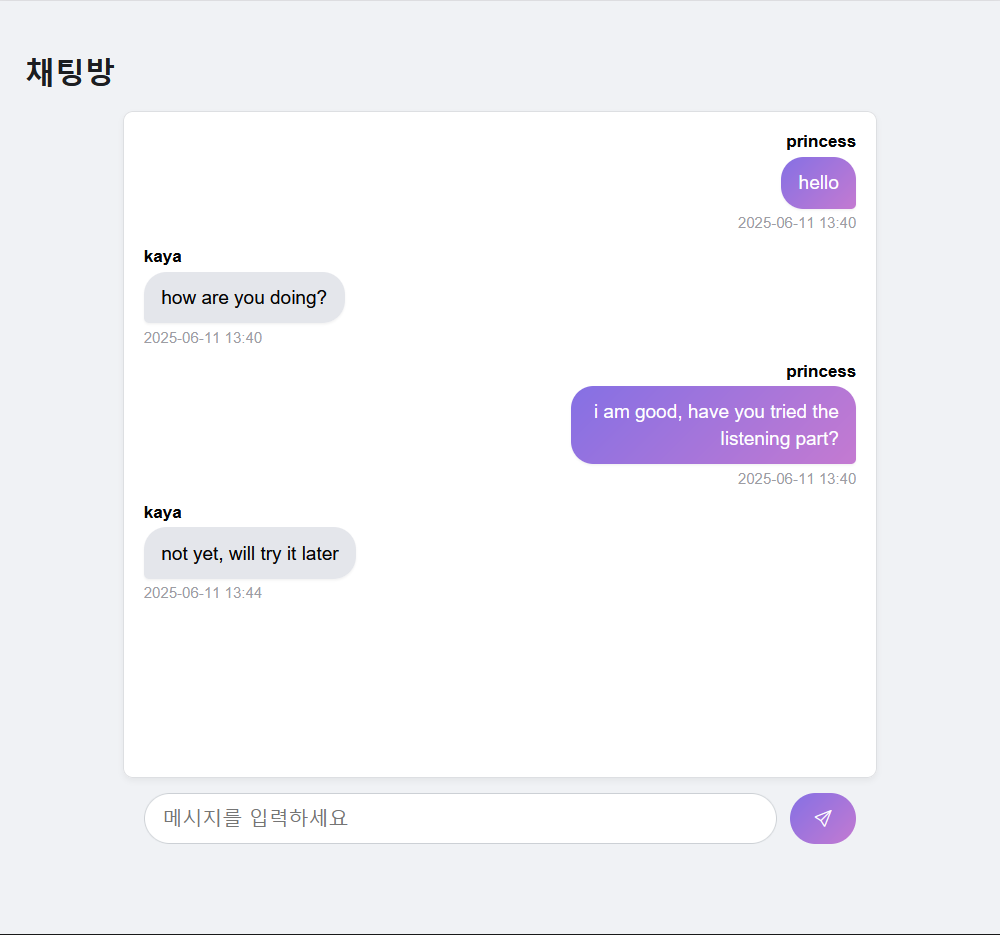 채팅방
princess
hello
2025-06-11 13:40
kaya
how are you doing?
2025-06-11 13:40
princess
i am good, have you tried the
listening part?
2025-06-11 13:40
kaya
not yet, will try it later
2025-06-11 13:44
메시지를 입력하세요